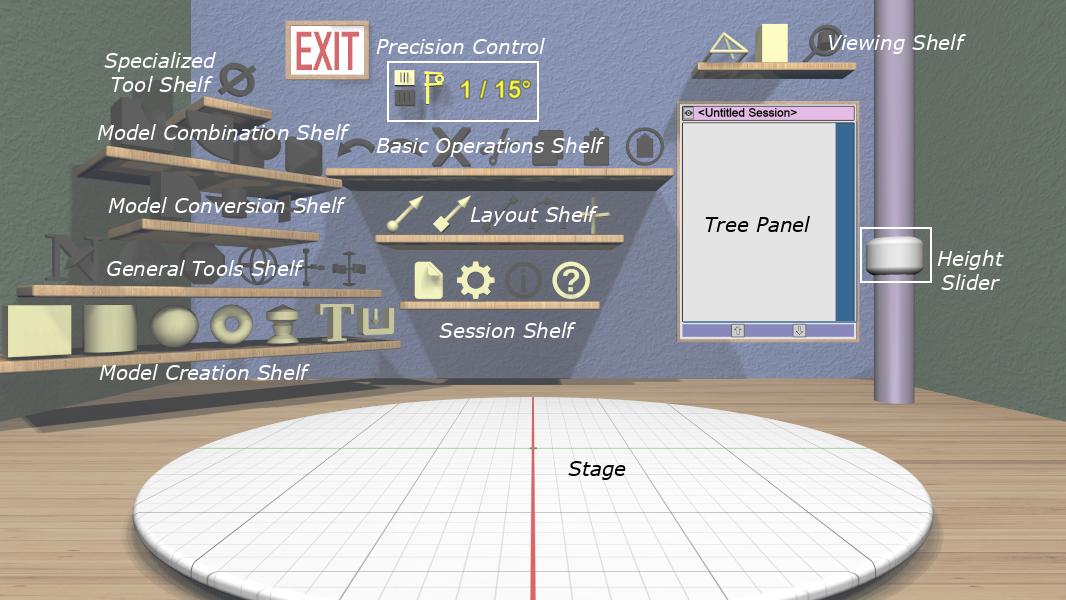 EXIT
Precision Control
1 / 15°
Viewing Shelf
Specialized
Tool Shelf
<Untitled Session>
Model Combination Shelf
Basic Operations Shelf
Model Conversion Shelf
Layout Shelf
Tree Panel
General Tools Shelf
Height
Slider
Session Shelf
Model Creation Shelf
Stage